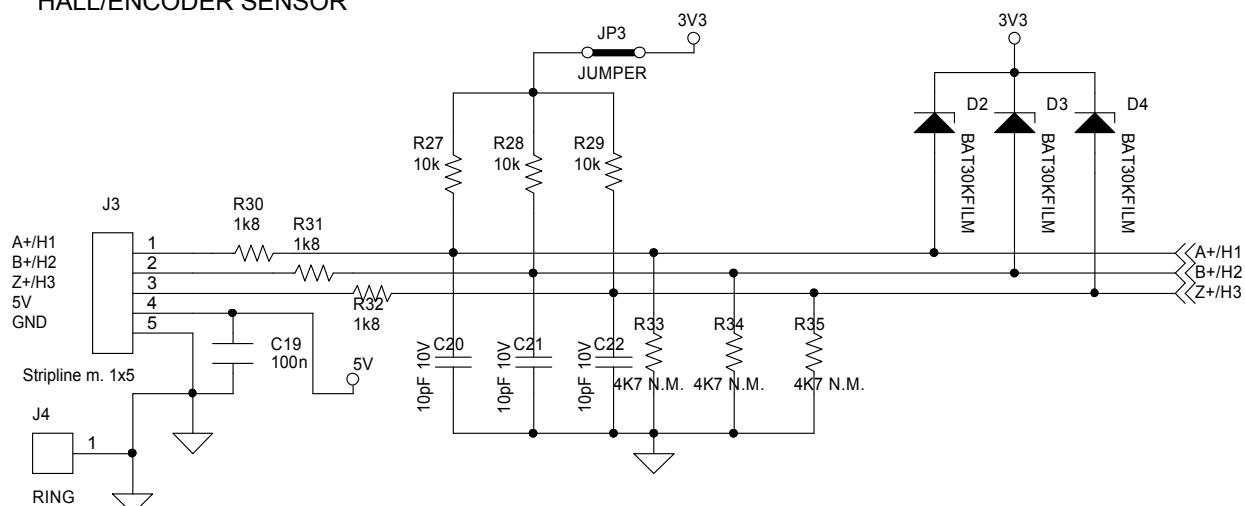 HALL/ENCODER SENSOR
JP3
JUMPER
3V3
3V3
D2
BAT30KFILM
D3
BAT30KFILM
D4
BAT30KFILM
R27
10k
R28
10k
R29
10k
J3
R30
1k8
R31
1k8
A+/H1
B+/H2
Z+/H3
5V
GND
1
2
3
4
5
R32
1k8
A+/H1
B+/H2
Z+/H3
C19
100n
5V
C20
10pF 10V
C21
10pF 10V
C22
10pF 10V
R33
4K7 N.M.
R34
4K7 N.M.
R35
4K7 N.M.
Stripline m. 1x5
J4
1
RING